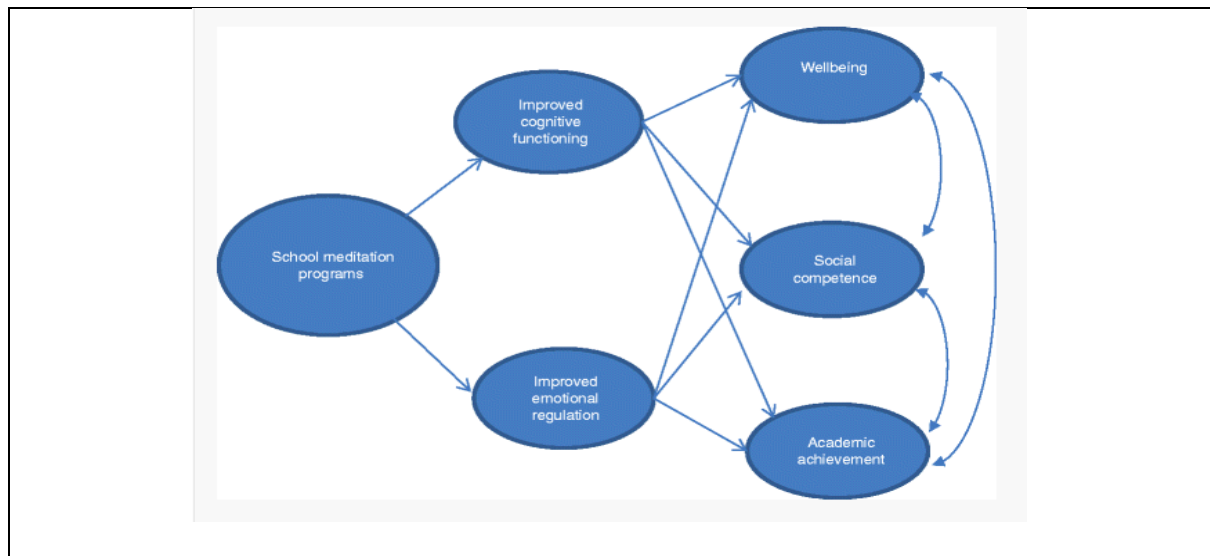 School meditation
programs
Improved
cognitive
functioning
Improved
emotional
regulation
Wellbeing
Social
competence
Academic
achievement